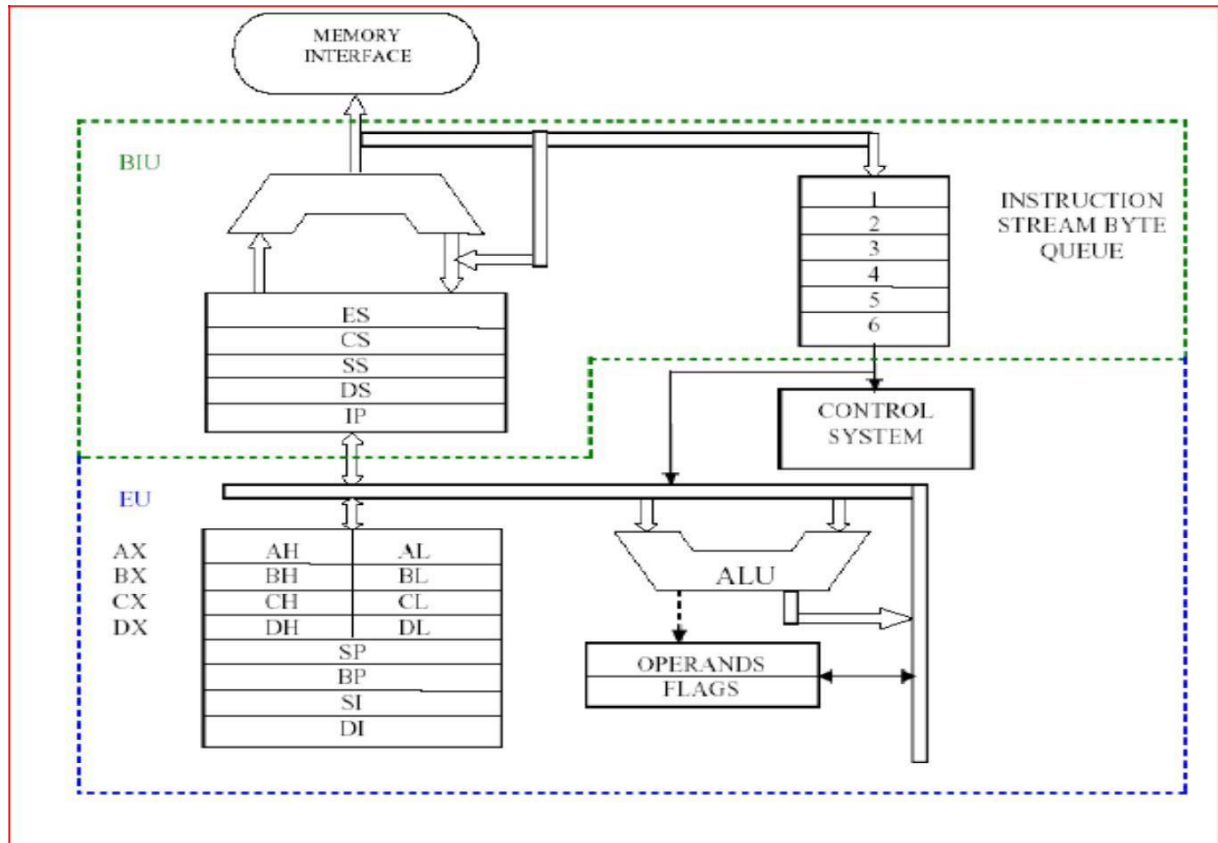 MEMORY
INTERFACE
BIU
1
2
3
4
5
6
INSTRUCTION
STREAM BYTE
QUEUE
ES
CS
SS
DS
IP
CONTROL
SYSTEM
EU
AX AH AL
BX BH BL
CX CH CL
DX DH DL
SP
BP
SI
DI
ALU
OPERANDS
FLAGS